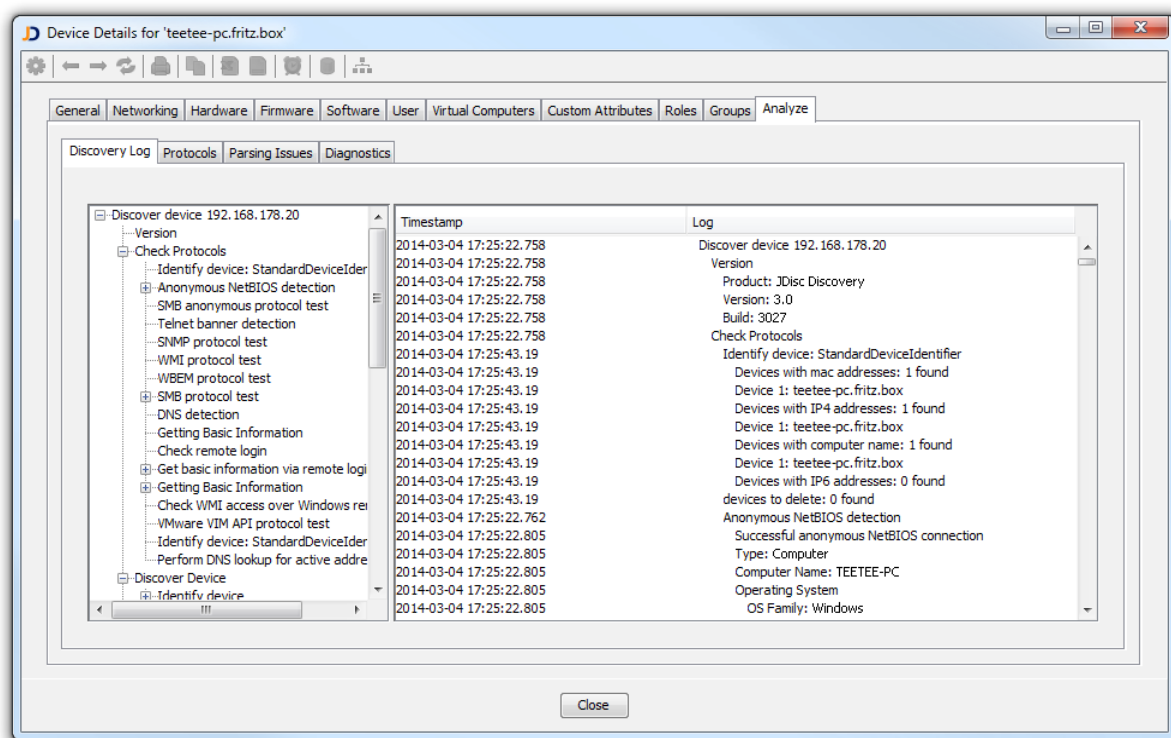 Device Details for 'teetee-pc.fritz.box'
General Networking Hardware Firmware Software User Virtual Computers Custom Attributes Roles Groups Analyze
Discovery Log Protocols Parsing Issues Diagnostics
Discover device 192.168.178.20
Version
Check Protocols
Identify device: StandardDeviceIder
Anonymous NetBIOS detection
SMB anonymous protocol test
Telnet banner detection
SNMP protocol test
WMI protocol test
WBEM protocol test
SMB protocol test
DNS detection
Getting Basic Information
Check remote login
Get basic information via remote logi
Getting Basic Information
Check WMI access over Windows rei
VMware VIM API protocol test
Identify device: StandardDeviceIder
Perform DNS lookup for active addre
Discover Device
Identify device
Timestamp Log
2014-03-04 17:25:22.758 Discover device 192.168.178.20
2014-03-04 17:25:22.758 Version
2014-03-04 17:25:22.758 Product: JDisc Discovery
2014-03-04 17:25:22.758 Version: 3.0
2014-03-04 17:25:22.758 Build: 3027
2014-03-04 17:25:22.758 Check Protocols
2014-03-04 17:25:43.19 Identify device: StandardDeviceIdentifier
2014-03-04 17:25:43.19 Devices with mac addresses: 1 found
2014-03-04 17:25:43.19 Device 1: teetee-pc.fritz.box
2014-03-04 17:25:43.19 Devices with IP4 addresses: 1 found
2014-03-04 17:25:43.19 Device 1: teetee-pc.fritz.box
2014-03-04 17:25:43.19 Devices with computer name: 1 found
2014-03-04 17:25:43.19 Device 1: teetee-pc.fritz.box
2014-03-04 17:25:43.19 Devices with IP6 addresses: 0 found
2014-03-04 17:25:43.19 devices to delete: 0 found
2014-03-04 17:25:22.762 Anonymous NetBIOS detection
2014-03-04 17:25:22.805 Successful anonymous NetBIOS connection
2014-03-04 17:25:22.805 Type: Computer
2014-03-04 17:25:22.805 Computer Name: TEETEE-PC
2014-03-04 17:25:22.805 Operating System
2014-03-04 17:25:22.805 OS Family: Windows
Close